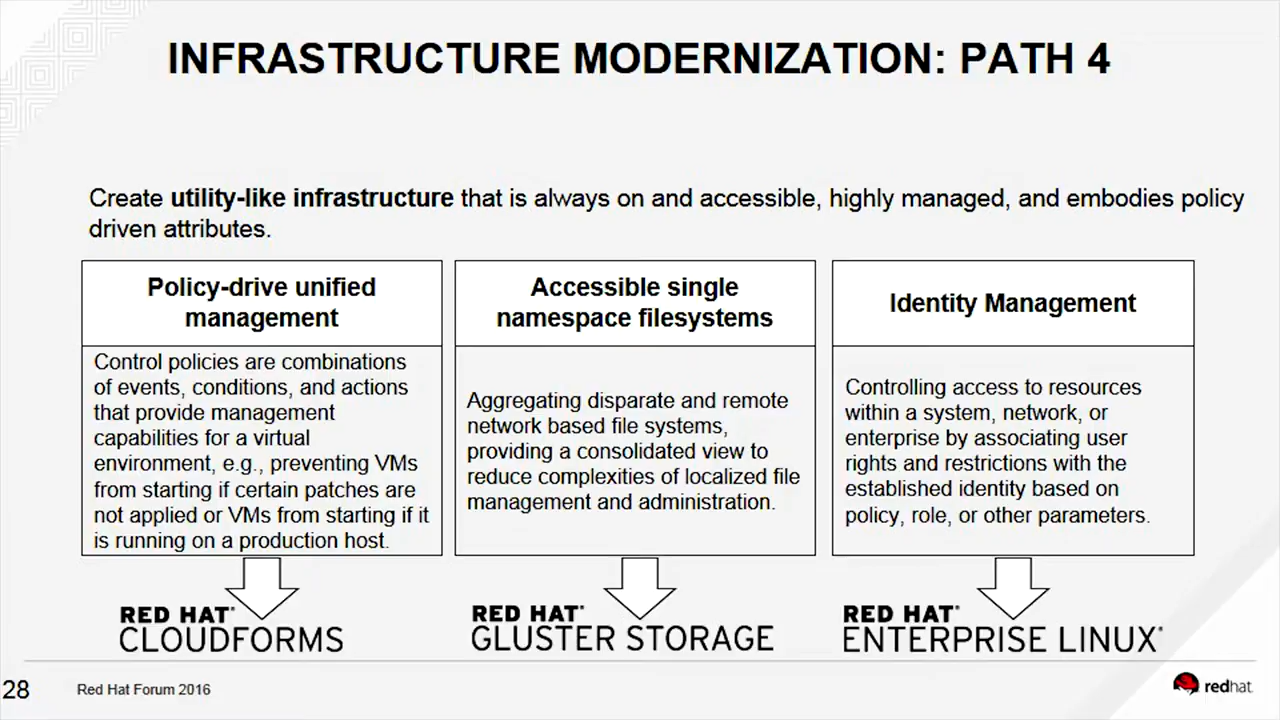 INFRASTRUCTURE MODERNIZATION: PATH 4
Create utility-like infrastructure that is always on and accessible, highly managed, and embodies policy
driven attributes.
Policy-drive unified
management
Control policies are combinations
of events, conditions, and actions
that provide management
capabilities for a virtual
environment, e.g., preventing VMs
from starting if certain patches are
not applied or VMs from starting if it
is running on a production host.
RED HAT®
CLOUDFORMS
Accessible single
namespace filesystems
Aggregating disparate and remote
network based file systems,
providing a consolidated view to
reduce complexities of localized file
management and administration.
RED HAT®
GLUSTER STORAGE
Identity Management
Controlling access to resources
within a system, network, or
enterprise by associating user
rights and restrictions with the
established identity based on
policy, role, or other parameters.
RED HAT®
ENTERPRISE LINUX®
28
Red Hat Forum 2016
redhat.